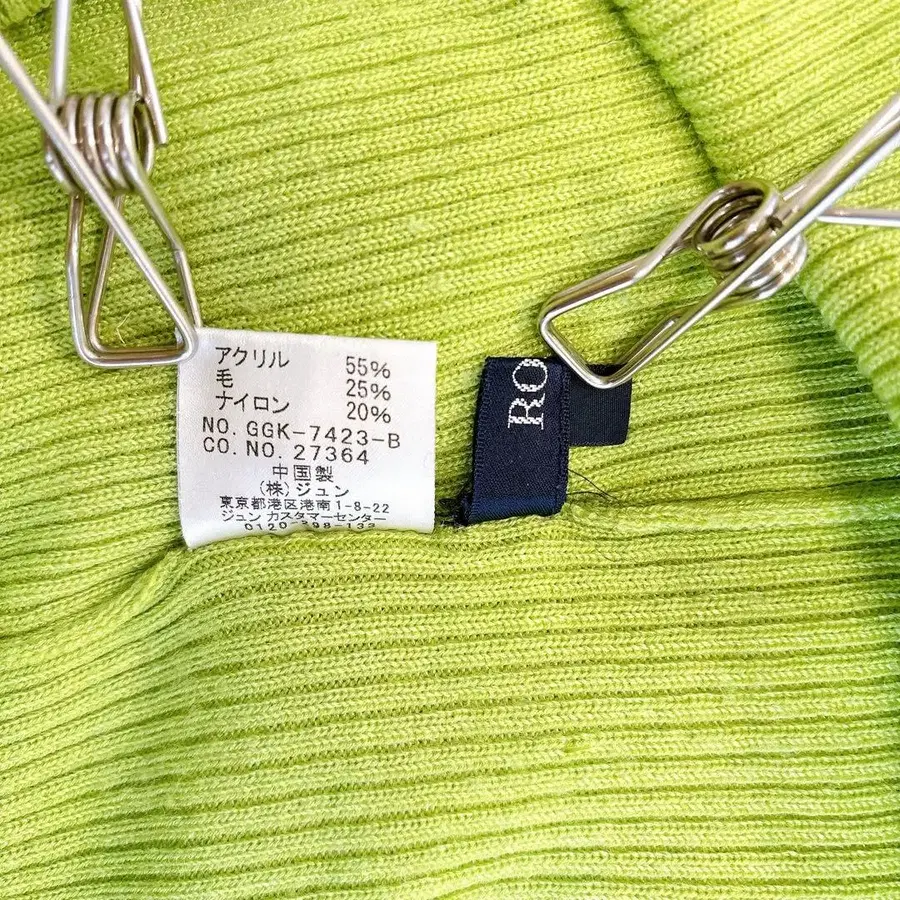 アクリル 55%
毛 25%
ナイロン 20%
NO. GGK-7423-B
CO. NO. 27364
中国製
(株)ジュン
東京都港区港南1-8-22
ジュン カスタマーセンター
RO